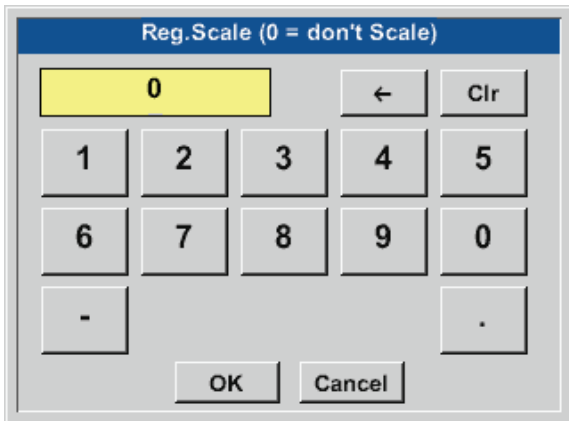 Reg.Scale (0 = don't Scale)
0 ← Clr
1 2 3 4 5
6 7 8 9 0
- .
OK Cancel